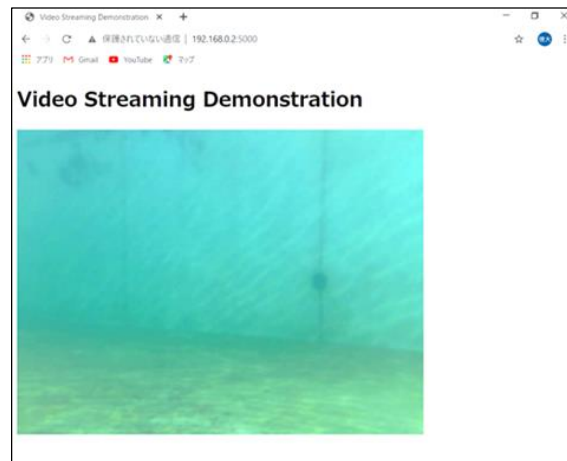 Video Streaming Demonstration
保護されていない通信 | 192.168.0.2:5000
アプリ Gmail YouTube マップ
Video Streaming Demonstration